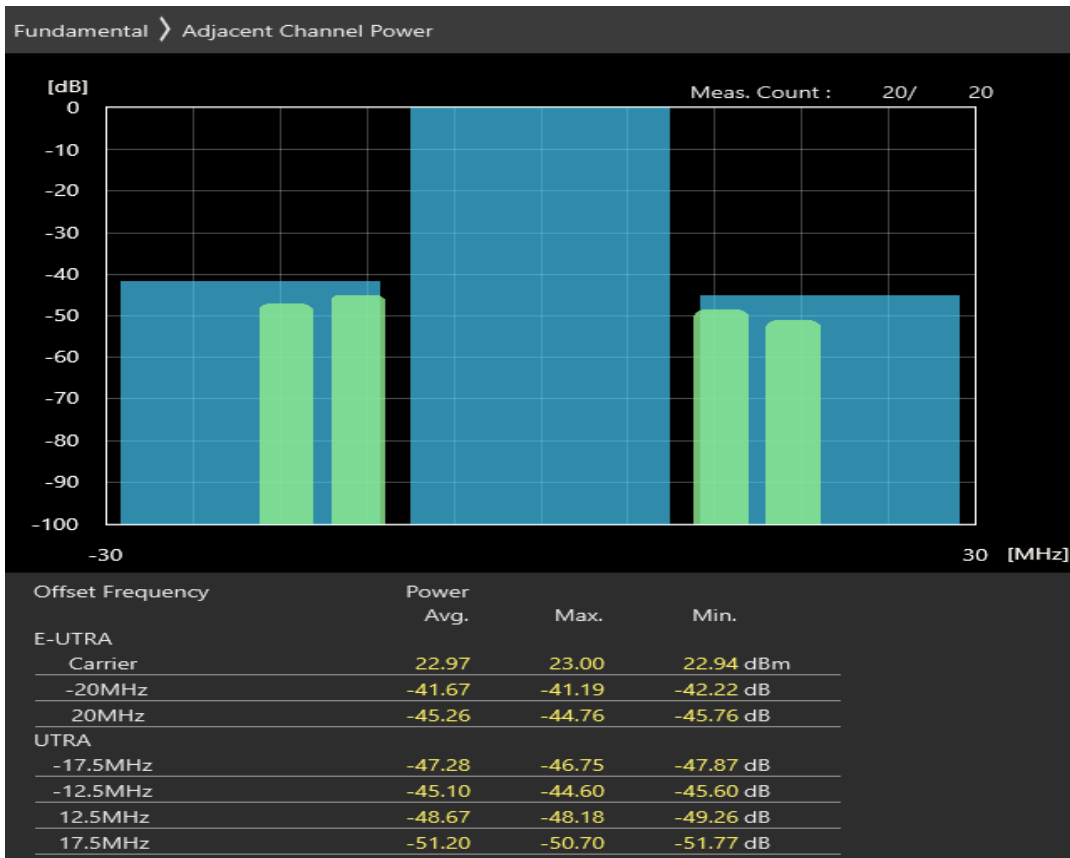 Fundamental ❭ Adjacent Channel Power
[dB]
Meas. Count : 20/ 20
0
-10
-20
-30
-40
-50
-60
-70
-80
-90
-100
-30 30 [MHz]
Offset Frequency Power
Avg. Max. Min.
E-UTRA
Carrier 22.97 23.00 22.94 dBm
-20MHz -41.67 -41.19 -42.22 dB
20MHz -45.26 -44.76 -45.76 dB
UTRA
-17.5MHz -47.28 -46.75 -47.87 dB
-12.5MHz -45.10 -44.60 -45.60 dB
12.5MHz -48.67 -48.18 -49.26 dB
17.5MHz -51.20 -50.70 -51.77 dB